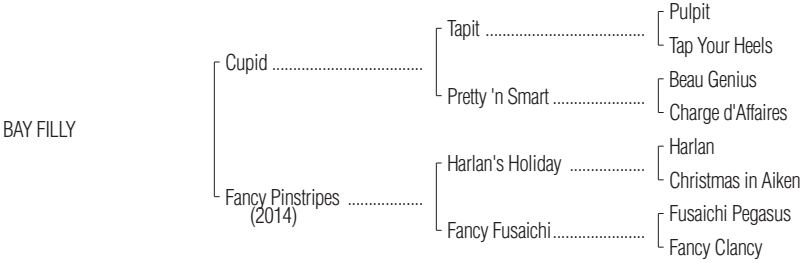 Pulpit
Tapit ........................................
Tap Your Heels
Cupid ...................................
Beau Genius
Pretty 'n Smart .......................
Charge d'Affaires
BAY FILLY
Harlan
Harlan's Holiday ..................
Christmas in Aiken
Fancy Pinstripes ..................
(2014)
Fusaichi Pegasus
Fancy Fusaichi.......................
Fancy Clancy